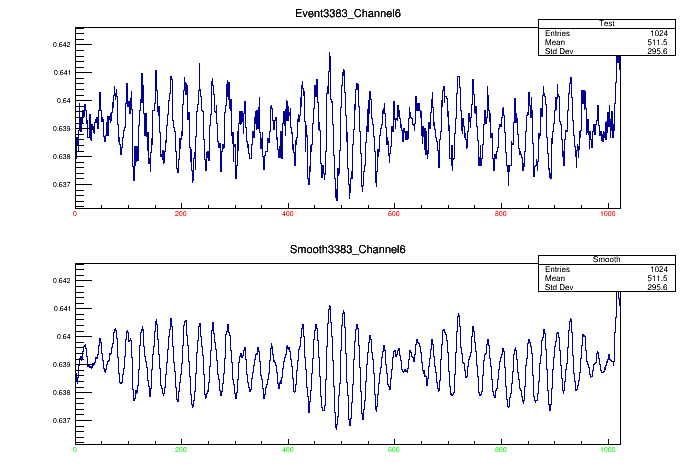 Event3383_Channel6
Test
Entries 1024
Mean 511.5
Std Dev 295.6
0.642
0.641
0.64
0.639
0.638
0.637
0 200 400 600 800 1000
Smooth3383_Channel6
Smooth
Entries 1024
Mean 511.5
Std Dev 295.6
0.642
0.641
0.64
0.639
0.638
0.637
0 200 400 600 800 1000